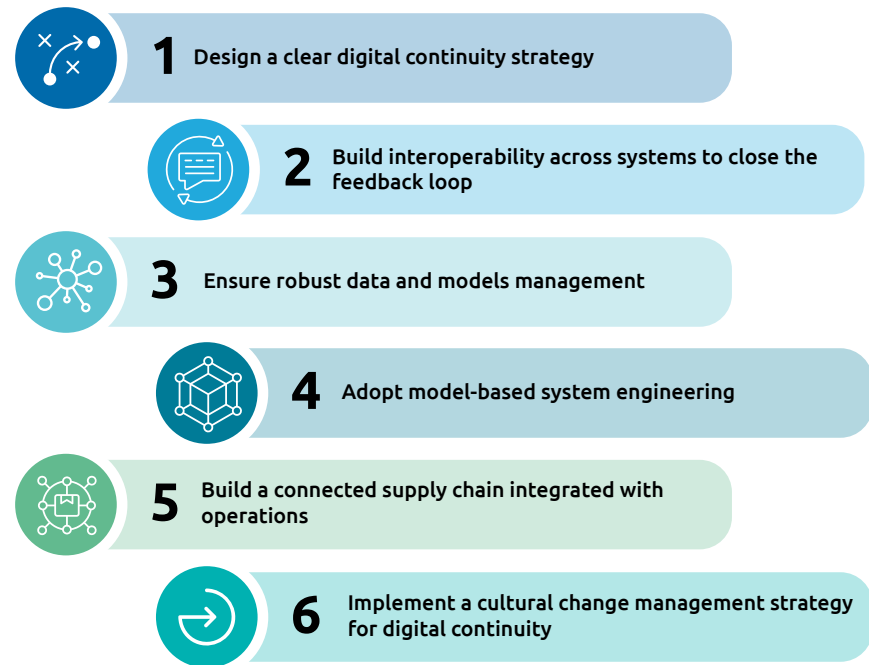 1 Design a clear digital continuity strategy
2 Build interoperability across systems to close the
feedback loop
3 Ensure robust data and models management
4 Adopt model-based system engineering
5 Build a connected supply chain integrated with
operations
6 Implement a cultural change management strategy
for digital continuity